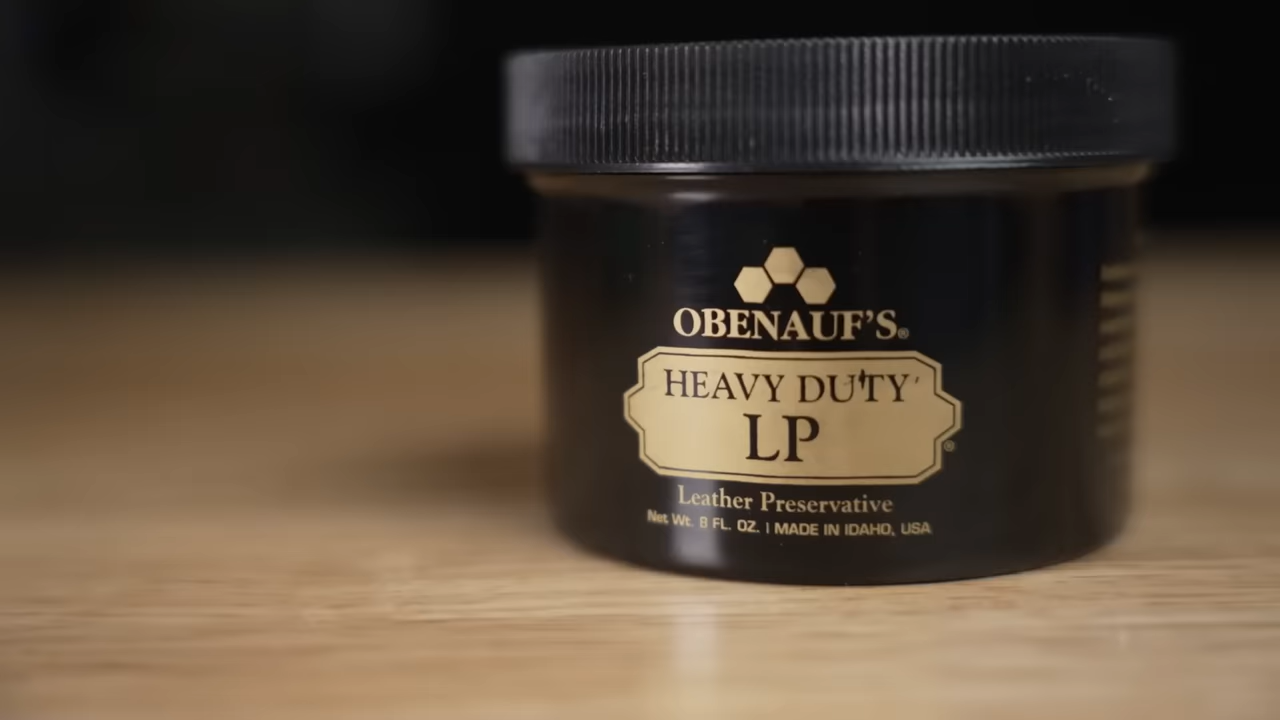 OBENAUF'S®
HEAVY DUTY
LP®
Leather Preservative
Net Wt. 8 FL. OZ. | MADE IN IDAHO, USA